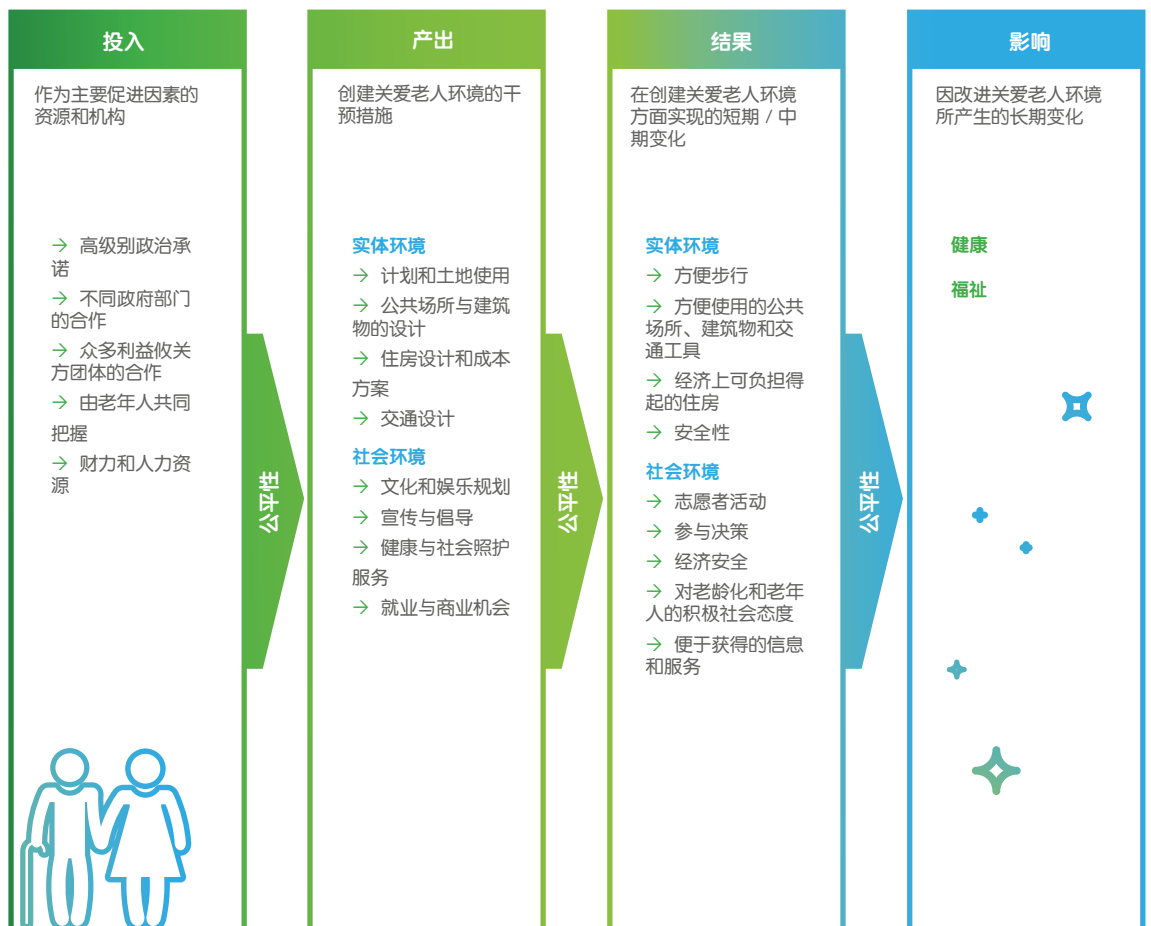 投入
作为主要促进因素的
资源和机构
→ 高级别政治承
诺
→ 不同政府部门
的合作
→ 众多利益攸关
方团体的合作
→ 由老年人共同
把握
→ 财力和人力资
源
公平性
产出
创建关爱老人环境的干
预措施
实体环境
→ 计划和土地使用
→ 公共场所与建筑
物的设计
→ 住房设计和成本
方案
→ 交通设计
社会环境
→ 文化和娱乐规划
→ 宣传与倡导
→ 健康与社会照护
服务
→ 就业与商业机会
公平性
结果
在创建关爱老人环境
方面实现的短期 / 中
期变化
实体环境
→ 方便步行
→ 方便使用的公共
场所、建筑物和交
通工具
→ 经济上可负担得
起的住房
→ 安全性
社会环境
→ 志愿者活动
→ 参与决策
→ 经济安全
→ 对老龄化和老年
人的积极社会态度
→ 便于获得的信息
和服务
公平性
影响
因改进关爱老人环境
所产生的长期变化
健康
福祉